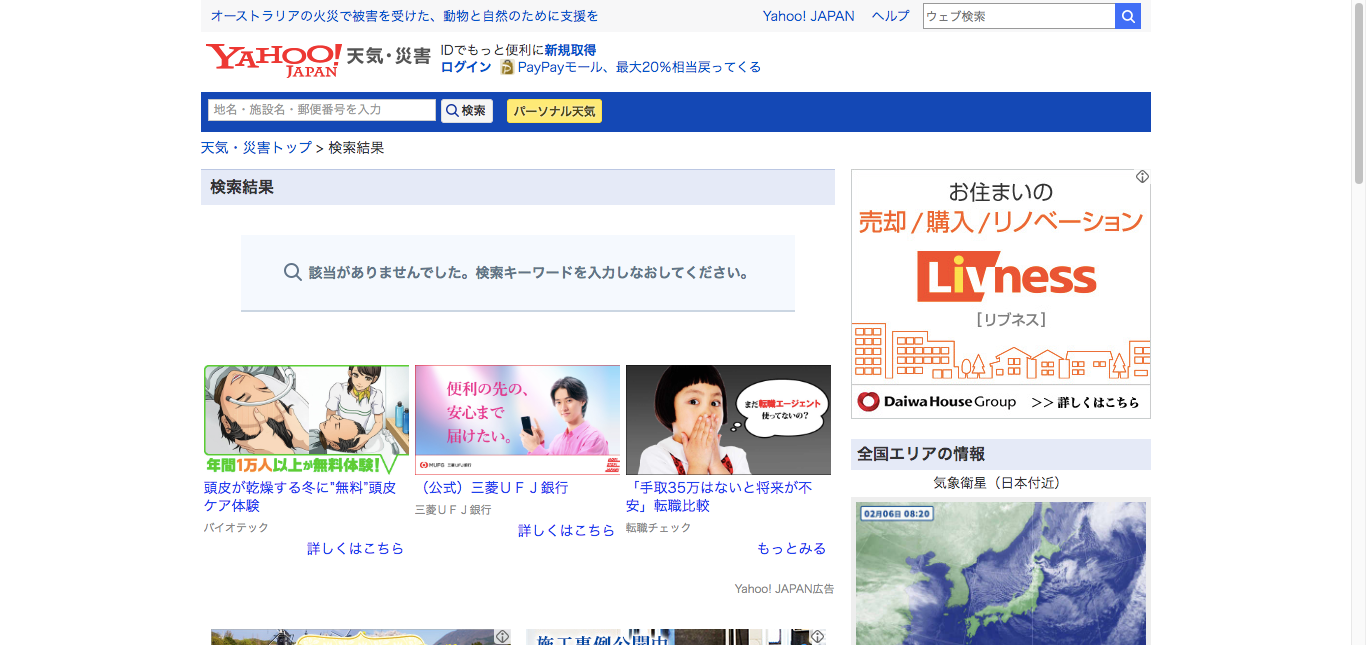 オーストラリアの火災で被害を受けた、動物と自然のために支援を
Yahoo! JAPAN ヘルプ ウェブ検索
YAHOO! JAPAN 天気・災害
IDでもっと便利に新規取得
ログイン PayPayモール、最大20%相当戻ってくる
地名・施設名・郵便番号を入力 検索 パーソナル天気
天気・災害トップ > 検索結果
検索結果
該当がありませんでした。検索キーワードを入力しなおしてください。
年間1万人以上が無料体験!
頭皮が乾燥する冬に"無料"頭皮
ケア体験
バイオテック
詳しくはこちら
便利の先の、
安心まで
届けたい。
MUFG 三菱UFJ銀行
（公式）三菱ＵＦＪ銀行
三菱ＵＦＪ銀行
詳しくはこちら
まだ転職エージェント
使ってないの?
「手取35万はないと将来が不
安」転職比較
転職チェック
もっとみる
Yahoo! JAPAN広告
施工事例公開中
お住まいの
売却/購入/リノベーション
Livness
[リブネス]
Daiwa House Group >> 詳しくはこちら
全国エリアの情報
気象衛星（日本付近）
02月06日 08:20